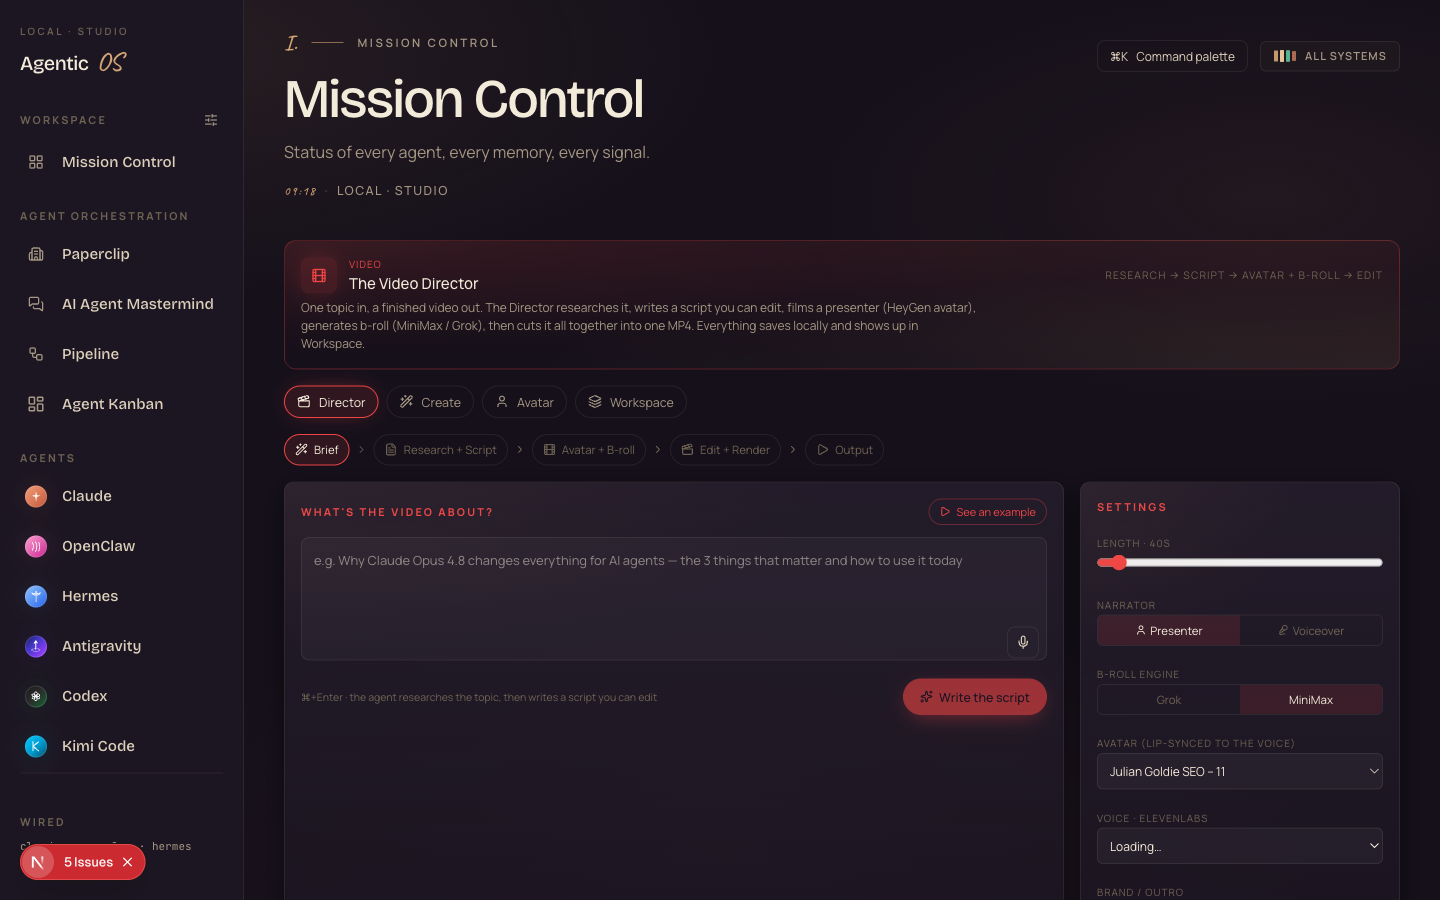 LOCAL · STUDIO
Agentic OS
WORKSPACE
Mission Control
AGENT ORCHESTRATION
Paperclip
AI Agent Mastermind
Pipeline
Agent Kanban
AGENTS
Claude
OpenClaw
Hermes
Antigravity
Codex
Kimi Code
WIRED
· hermes
5 Issues
I. MISSION CONTROL
⌘K Command palette
ALL SYSTEMS
Mission Control
Status of every agent, every memory, every signal.
09:18 · LOCAL · STUDIO
VIDEO
The Video Director
RESEARCH → SCRIPT → AVATAR + B-ROLL → EDIT
One topic in, a finished video out. The Director researches it, writes a script you can edit, films a presenter (HeyGen avatar),
generates b-roll (MiniMax / Grok), then cuts it all together into one MP4. Everything saves locally and shows up in
Workspace.
Director Create Avatar Workspace
Brief › Research + Script › Avatar + B-roll › Edit + Render › Output
WHAT'S THE VIDEO ABOUT?
See an example
e.g. Why Claude Opus 4.8 changes everything for AI agents — the 3 things that matter and how to use it today
⌘+Enter · the agent researches the topic, then writes a script you can edit
Write the script
SETTINGS
LENGTH · 40S
NARRATOR
Presenter Voiceover
B-ROLL ENGINE
Grok MiniMax
AVATAR (LIP-SYNCED TO THE VOICE)
Julian Goldie SEO – 11
VOICE · ELEVENLABS
Loading…
BRAND / OUTRO